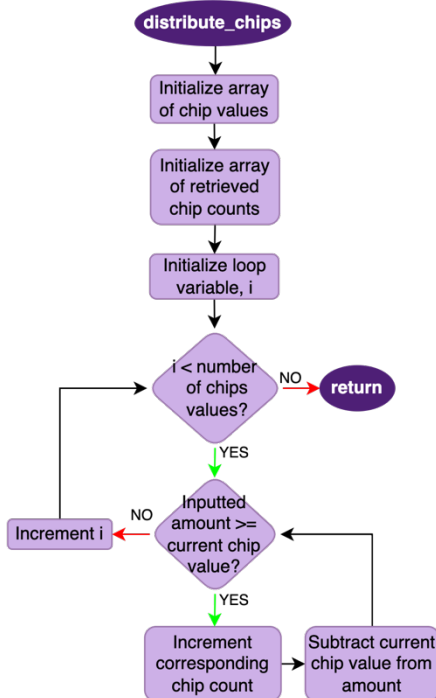 distribute_chips
Initialize array
of chip values
Initialize array
of retrieved
chip counts
Initialize loop
variable, i
i < number
of chips
values?
NO
return
YES
Inputted
amount >=
current chip
value?
NO
Increment i
YES
Increment
corresponding
chip count
Subtract current
chip value from
amount